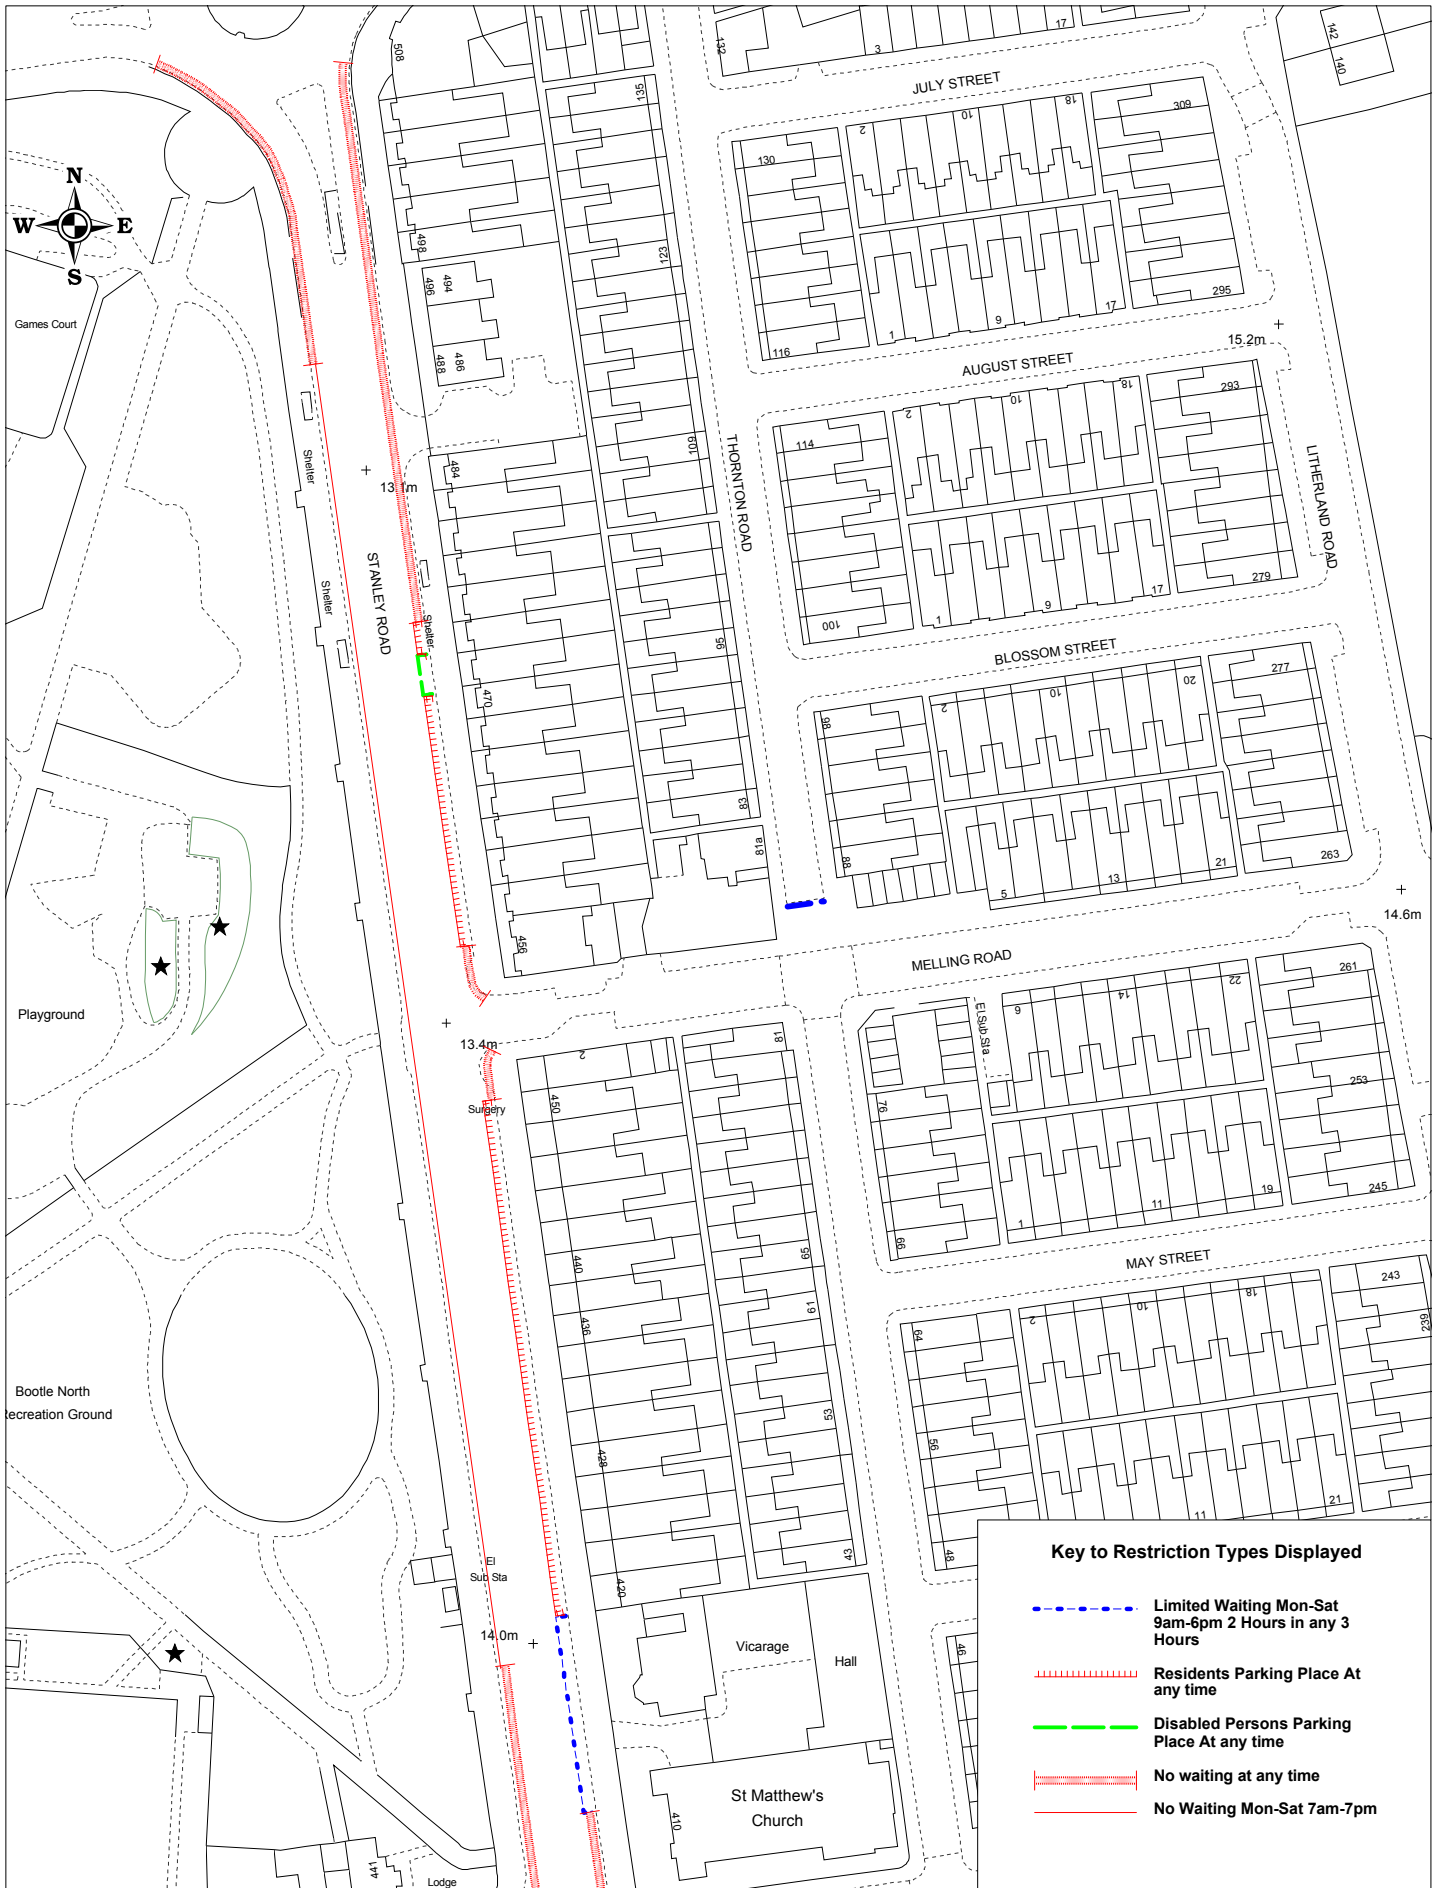 132
3
17
142
140
508
JULY STREET
135
2
10
18
309
130
N
W
E
S
498
123
494
496
Games Court
116
1
9
17
295
15.2m
486
488
AUGUST STREET
2
10
18
293
114
109
THORNTON ROAD
LITHERLAND ROAD
484
Shelter
13.1m
STANLEY ROAD
Shelter
Shelter
279
17
9
1
100
95
BLOSSOM STREET
277
20
10
2
470
98
83
81a
88
263
21
13
5
14.6m
456
MELLING ROAD
261
22
14
6
El Sub Sta
Playground
13.4m
2
81
Surgery
450
76
253
245
19
11
1
66
MAY STREET
65
440
243
18
10
2
239
61
436
64
Bootle North
Recreation Ground
53
428
56
21
11
43
48
El
Sub Sta
420
14.0m
Vicarage
Hall
46
St Matthew's
Church
410
441
Lodge
Key to Restriction Types Displayed
Limited Waiting Mon-Sat
9am-6pm 2 Hours in any 3
Hours
Residents Parking Place At
any time
Disabled Persons Parking
Place At any time
No waiting at any time
No Waiting Mon-Sat 7am-7pm